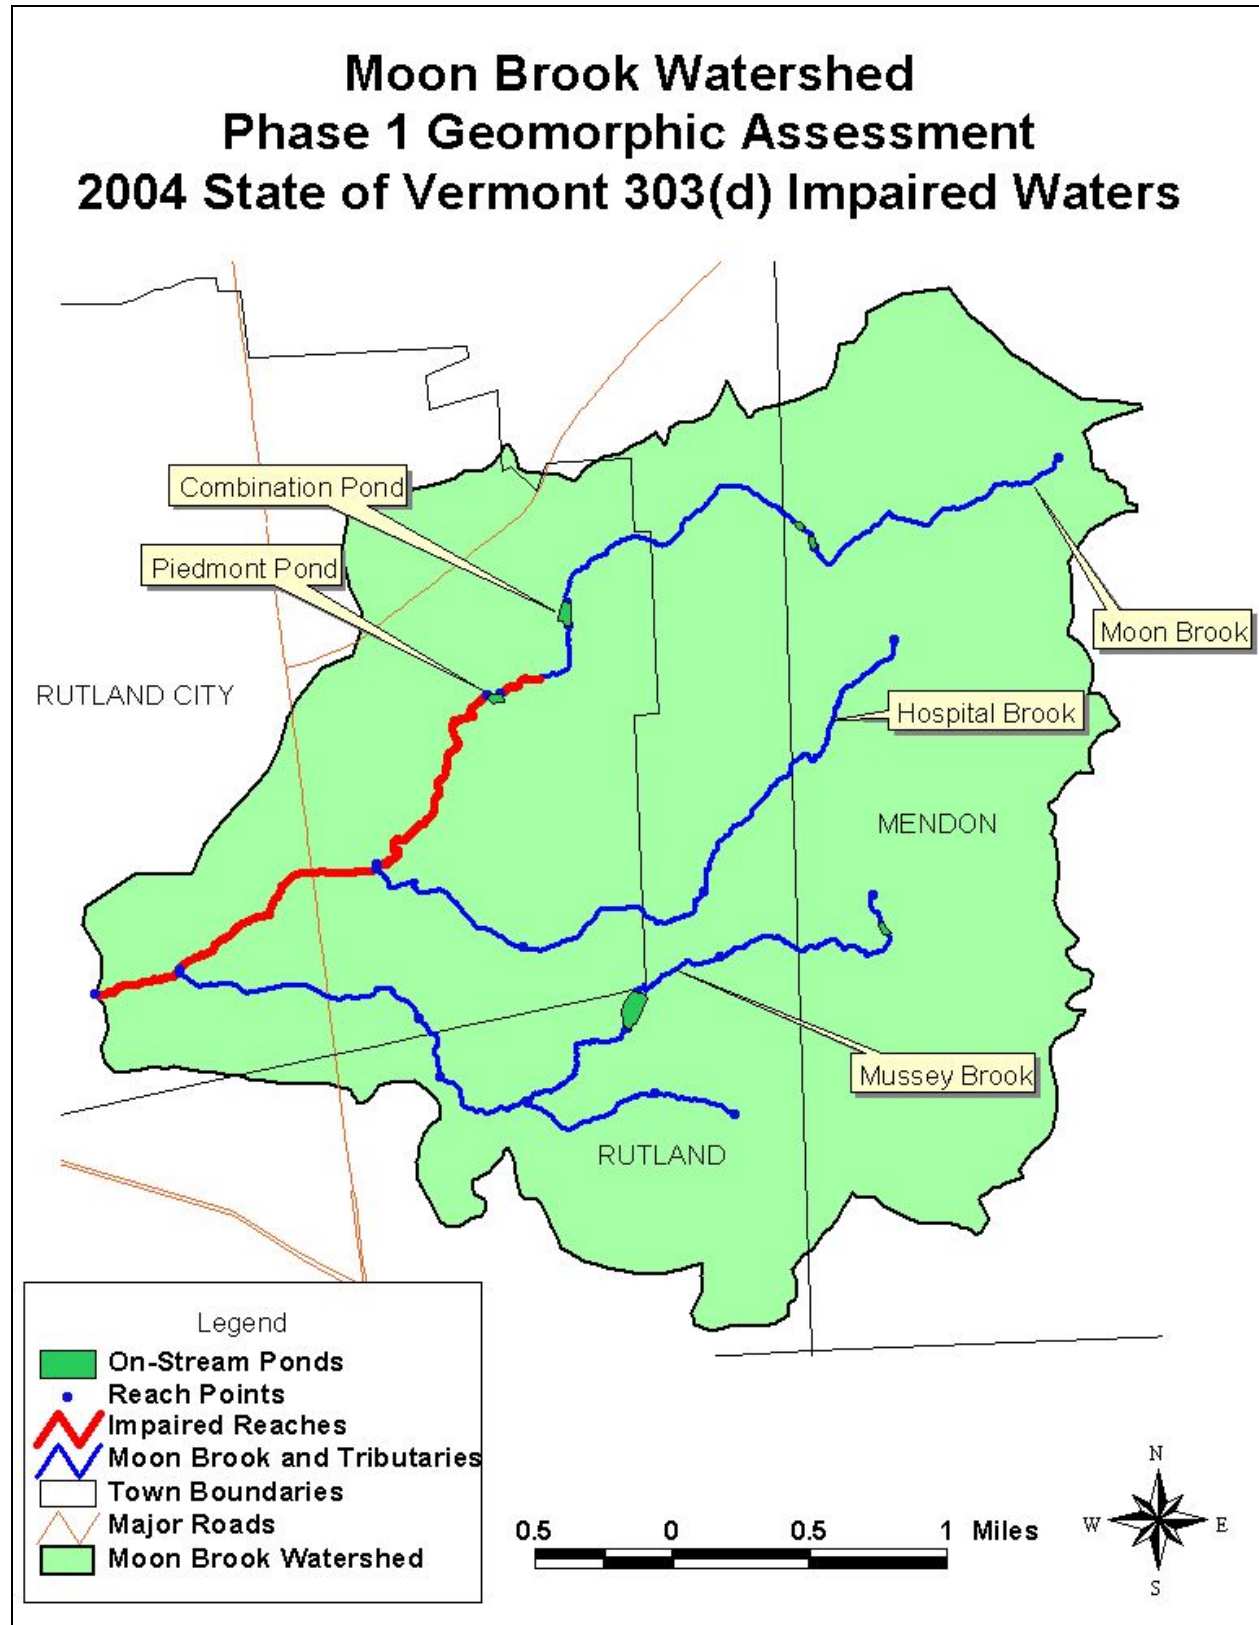 Moon Brook Watershed
Phase 1 Geomorphic Assessment
2004 State of Vermont 303(d) Impaired Waters
Combination Pond
Piedmont Pond
Moon Brook
RUTLAND CITY
Hospital Brook
MENDON
Mussey Brook
RUTLAND
Legend
On-Stream Ponds
Reach Points
Impaired Reaches
Moon Brook and Tributaries
Town Boundaries
Major Roads
Moon Brook Watershed
0.5 0 0.5 1 Miles
N
W E
S